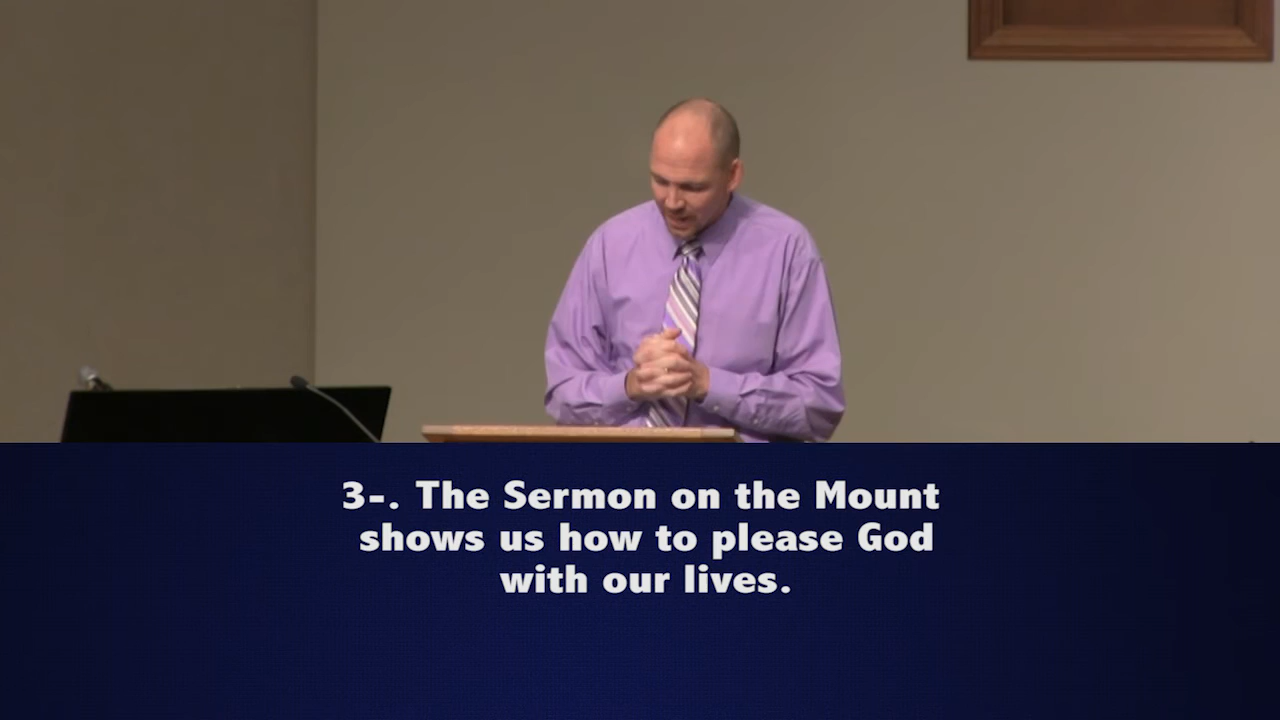 3-. The Sermon on the Mount
shows us how to please God
with our lives.